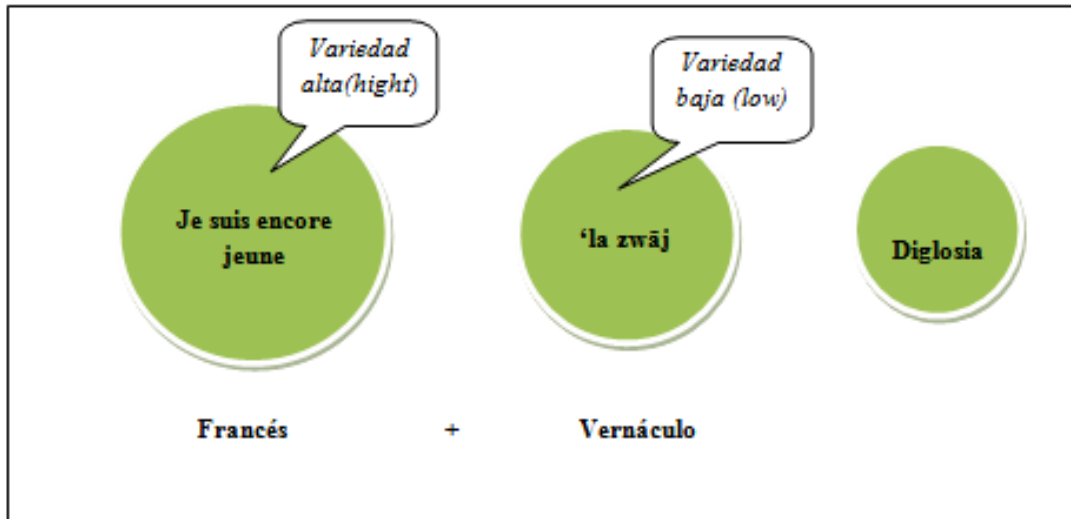 Variedad
alta(hight)
Variedad
baja (low)
Je suis encore
jeune
‘la zwāj
Diglosia
Francés + Vernáculo